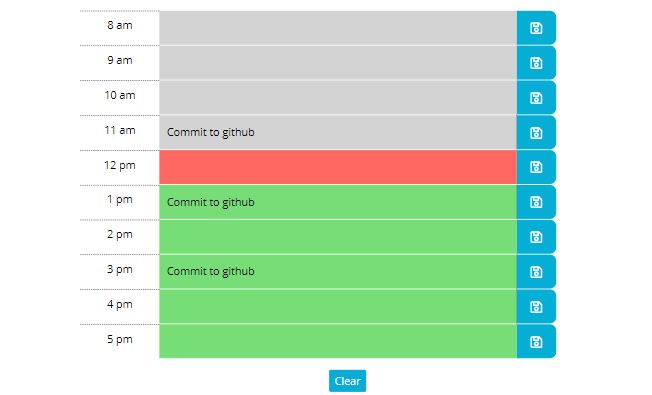 8 am
9 am
10 am
11 am Commit to github
12 pm
1 pm Commit to github
2 pm
3 pm Commit to github
4 pm
5 pm
Clear